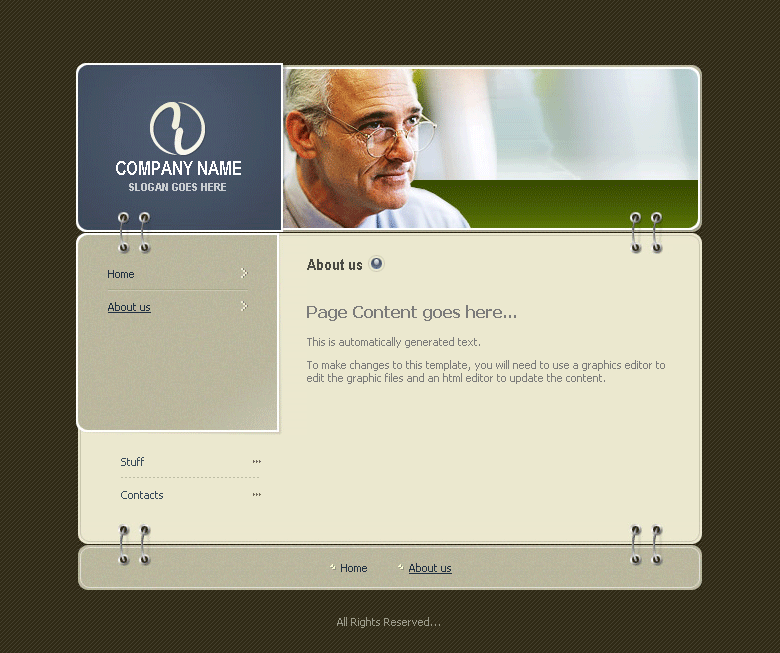 COMPANY NAME
SLOGAN GOES HERE
Home
About us
Stuff
Contacts
About us
Page Content goes here...
This is automatically generated text.
To make changes to this template, you will need to use a graphics editor to
edit the graphic files and an html editor to update the content.
Home
About us
All Rights Reserved...